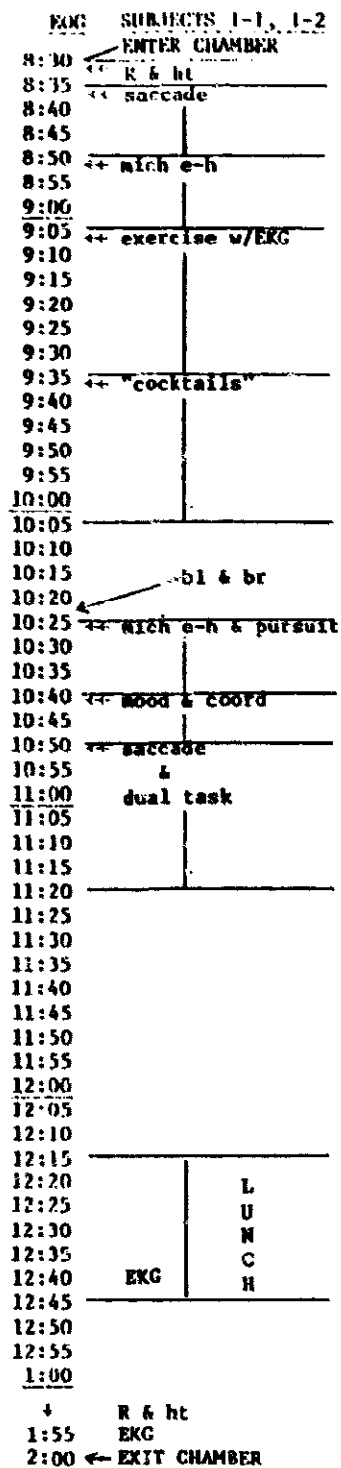 EOG SUBJECTS 1-1, 1-2
ENTER CHAMBER
8:30
←← R & ht
8:35
←← saccade
8:40
8:45
8:50
←← mich e-h
8:55
9:00
9:05 ←← exercise w/EKG
9:10
9:15
9:20
9:25
9:30
9:35 ←← "cocktails"
9:40
9:45
9:50
9:55
10:00
10:05
10:10
10:15 bl & br
10:20
10:25 ←← mich e-h & pursuit
10:30
10:35
10:40 ←← mood & coord
10:45
10:50 ←← saccade
10:55 &
11:00 dual task
11:05
11:10
11:15
11:20
11:25
11:30
11:35
11:40
11:45
11:50
11:55
12:00
12:05
12:10
12:15
12:20 L
12:25 U
12:30 N
12:35 C
12:40 EKG H
12:45
12:50
12:55
1:00
↓ R & ht
1:55 EKG
2:00 ←← EXIT CHAMBER